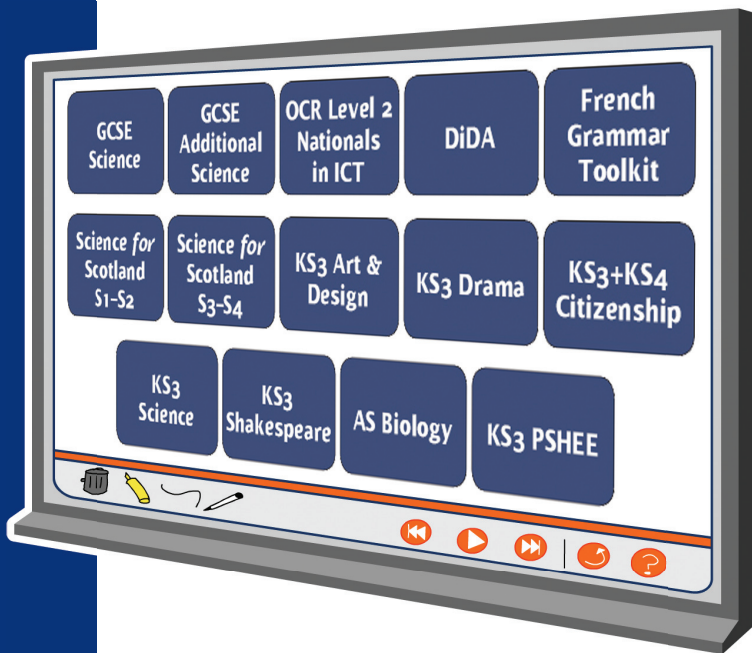 GCSE
Science
GCSE
Additional
Science
OCR Level 2
Nationals
in ICT
DiDA
French
Grammar
Toolkit
Science for
Scotland
S1–S2
Science for
Scotland
S3–S4
KS3 Art &
Design
KS3 Drama
KS3+KS4
Citizenship
KS3
Science
KS3
Shakespeare
AS Biology
KS3 PSHEE
?